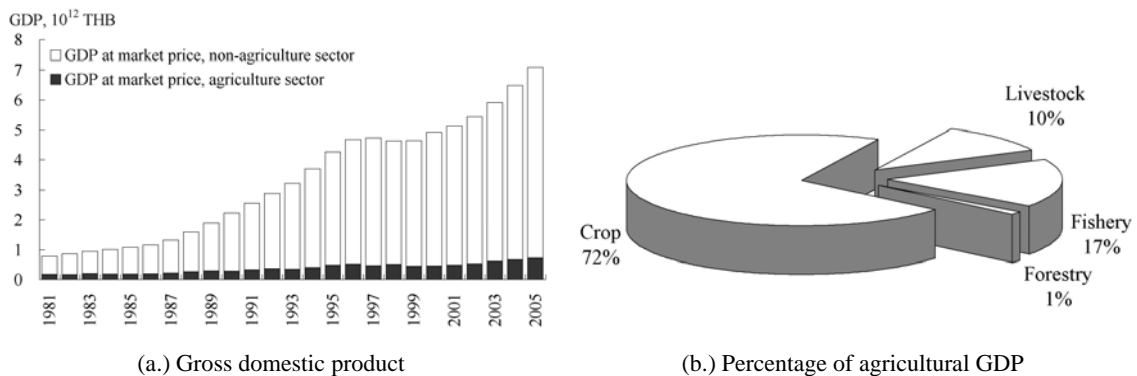 GDP, 10¹² THB
8
7
6
5
4
3
2
1
0
GDP at market price, non-agriculture sector
GDP at market price, agriculture sector
1981
1983
1985
1987
1989
1991
1993
1995
1997
1999
2001
2003
2005
(a.) Gross domestic product
Livestock
10%
Fishery
17%
Forestry
1%
Crop
72%
(b.) Percentage of agricultural GDP